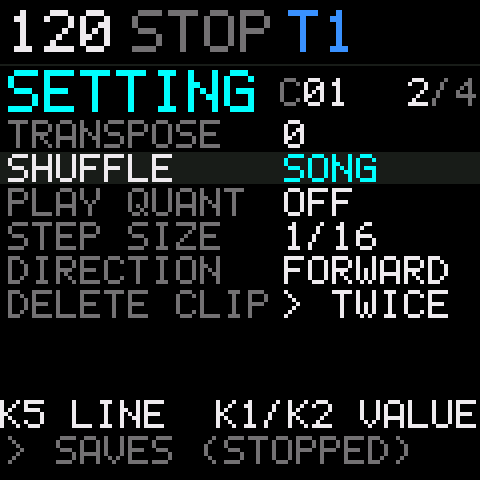 120 STOP T1
SETTING C01 2/4
TRANSPOSE 0
SHUFFLE SONG
PLAY QUANT OFF
STEP SIZE 1/16
DIRECTION FORWARD
DELETE CLIP > TWICE
K5 LINE K1/K2 VALUE
> SAVES (STOPPED)